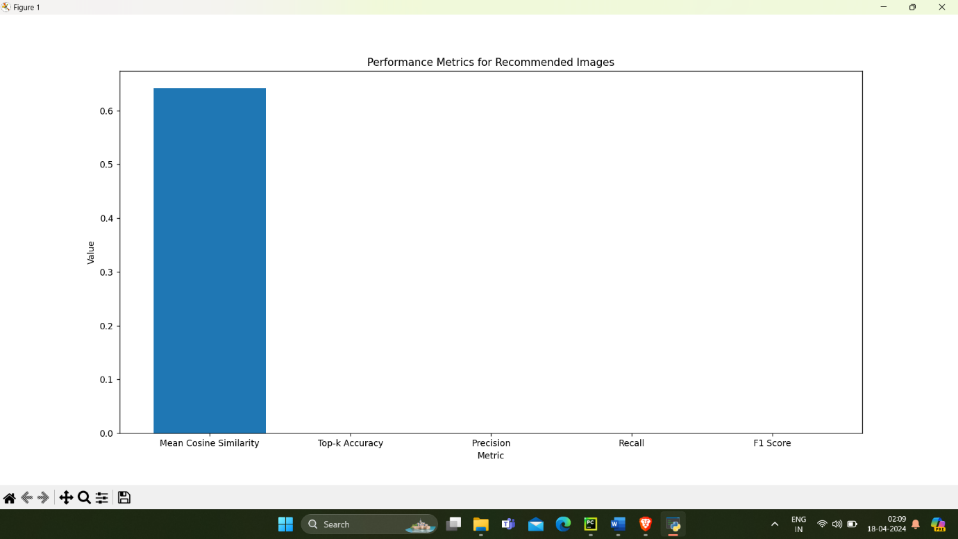 Figure 1
Performance Metrics for Recommended Images
0.6
0.5
0.4
0.3
0.2
0.1
0.0
Value
Mean Cosine Similarity Top-k Accuracy Precision Recall F1 Score
Metric
Search
ENG
IN
02:09
18-04-2024